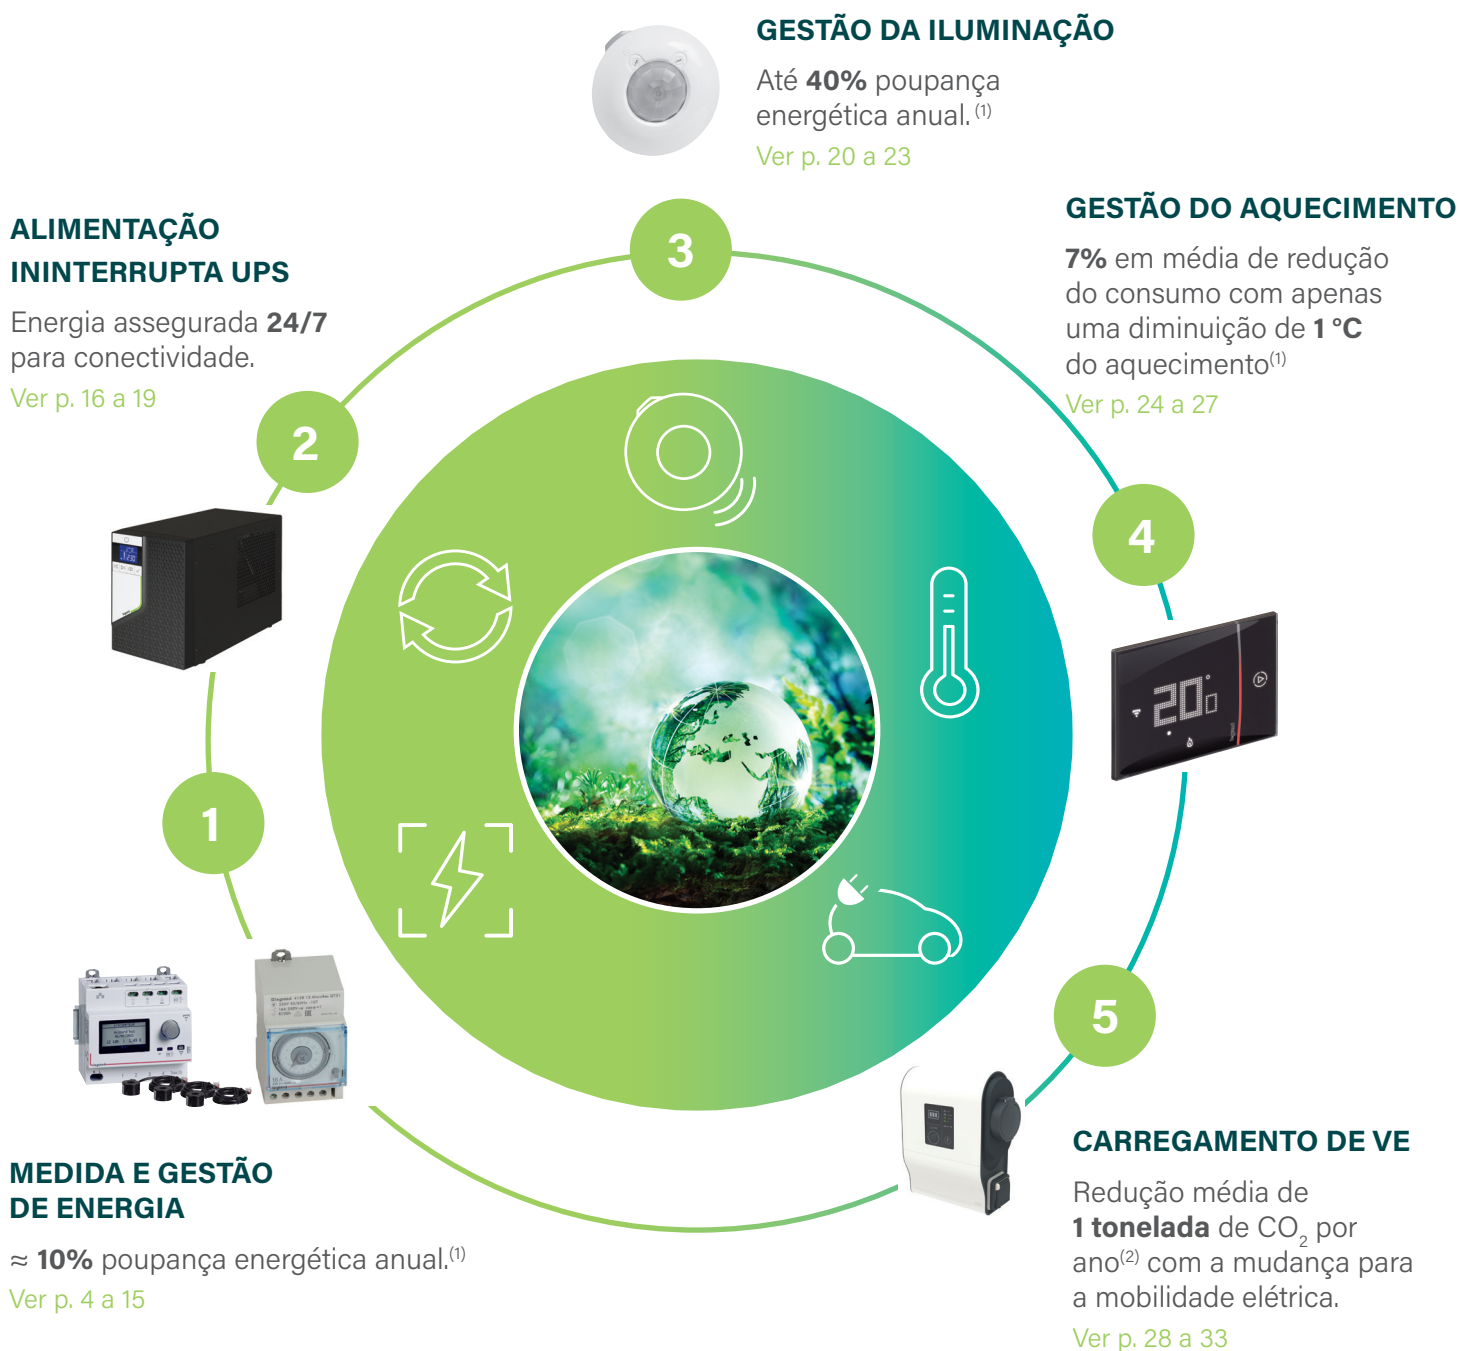 GESTÃO DA ILUMINAÇÃO
Até 40% poupança
energética anual. (1)
Ver p. 20 a 23
ALIMENTAÇÃO
ININTERRUPTA UPS
Energia assegurada 24/7
para conectividade.
Ver p. 16 a 19
GESTÃO DO AQUECIMENTO
7% em média de redução
do consumo com apenas
uma diminuição de 1 °C
do aquecimento(1)
Ver p. 24 a 27
3
2
4
20°
1
5
MEDIDA E GESTÃO
DE ENERGIA
≈ 10% poupança energética anual.(1)
Ver p. 4 a 15
CARREGAMENTO DE VE
Redução média de
1 tonelada de CO₂ por
ano(2) com a mudança para
a mobilidade elétrica.
Ver p. 28 a 33